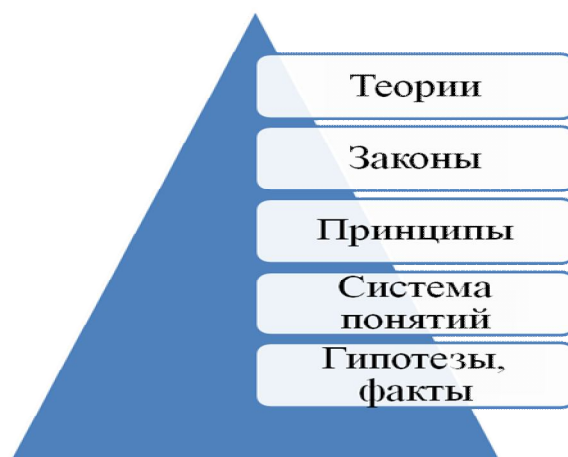 Теории
Законы
Принципы
Система
понятий
Гипотезы,
факты